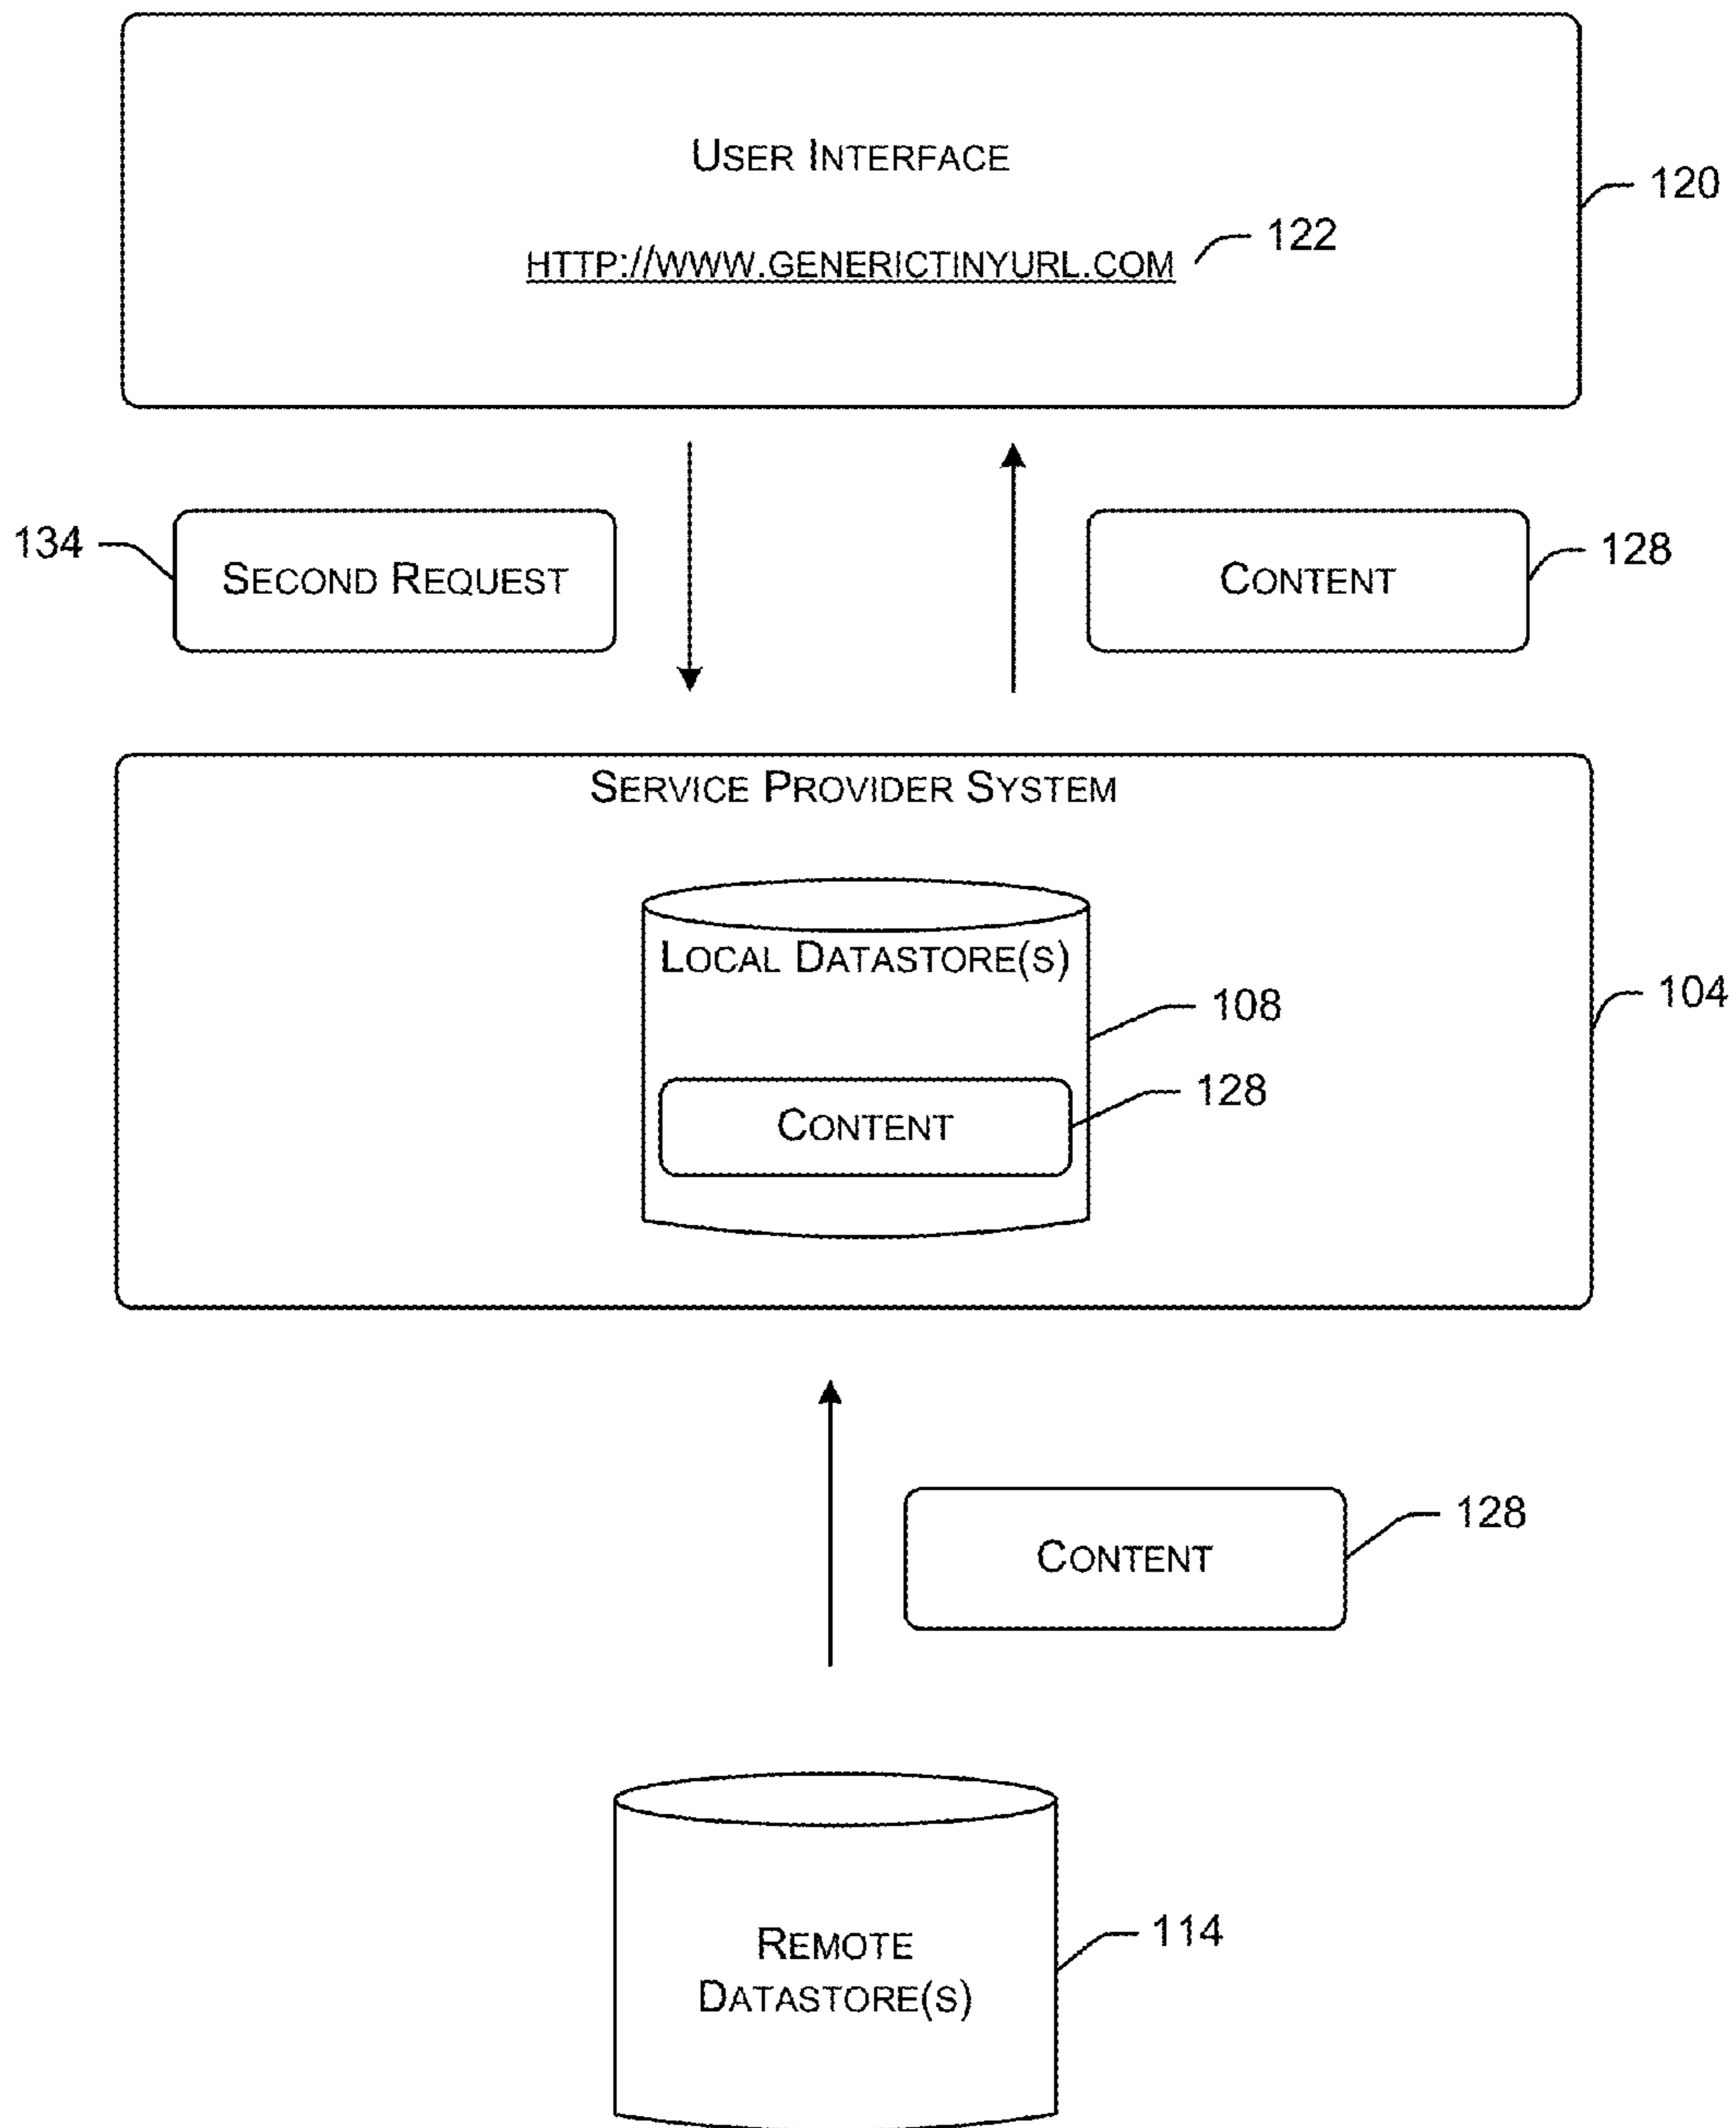 USER INTERFACE
120
HTTP://WWW.GENERICTINYURL.COM
122
134
SECOND REQUEST
CONTENT
128
SERVICE PROVIDER SYSTEM
LOCAL DATASTORE(S)
104
108
CONTENT
128
CONTENT
128
REMOTE
DATASTORE(S)
114